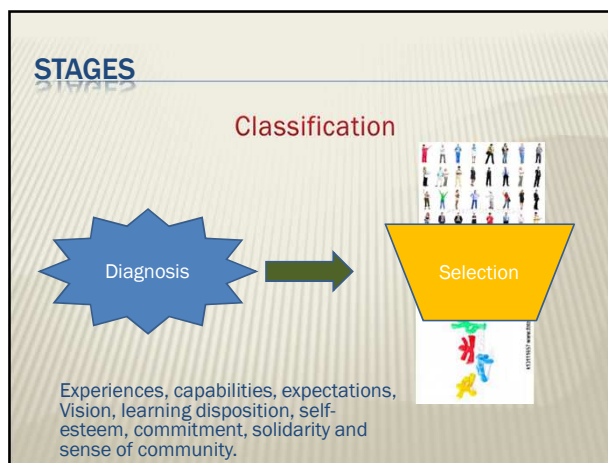 STAGES
Classification
Diagnosis
Selection
Experiences, capabilities, expectations,
Vision, learning disposition, self-
esteem, commitment, solidarity and
sense of community.